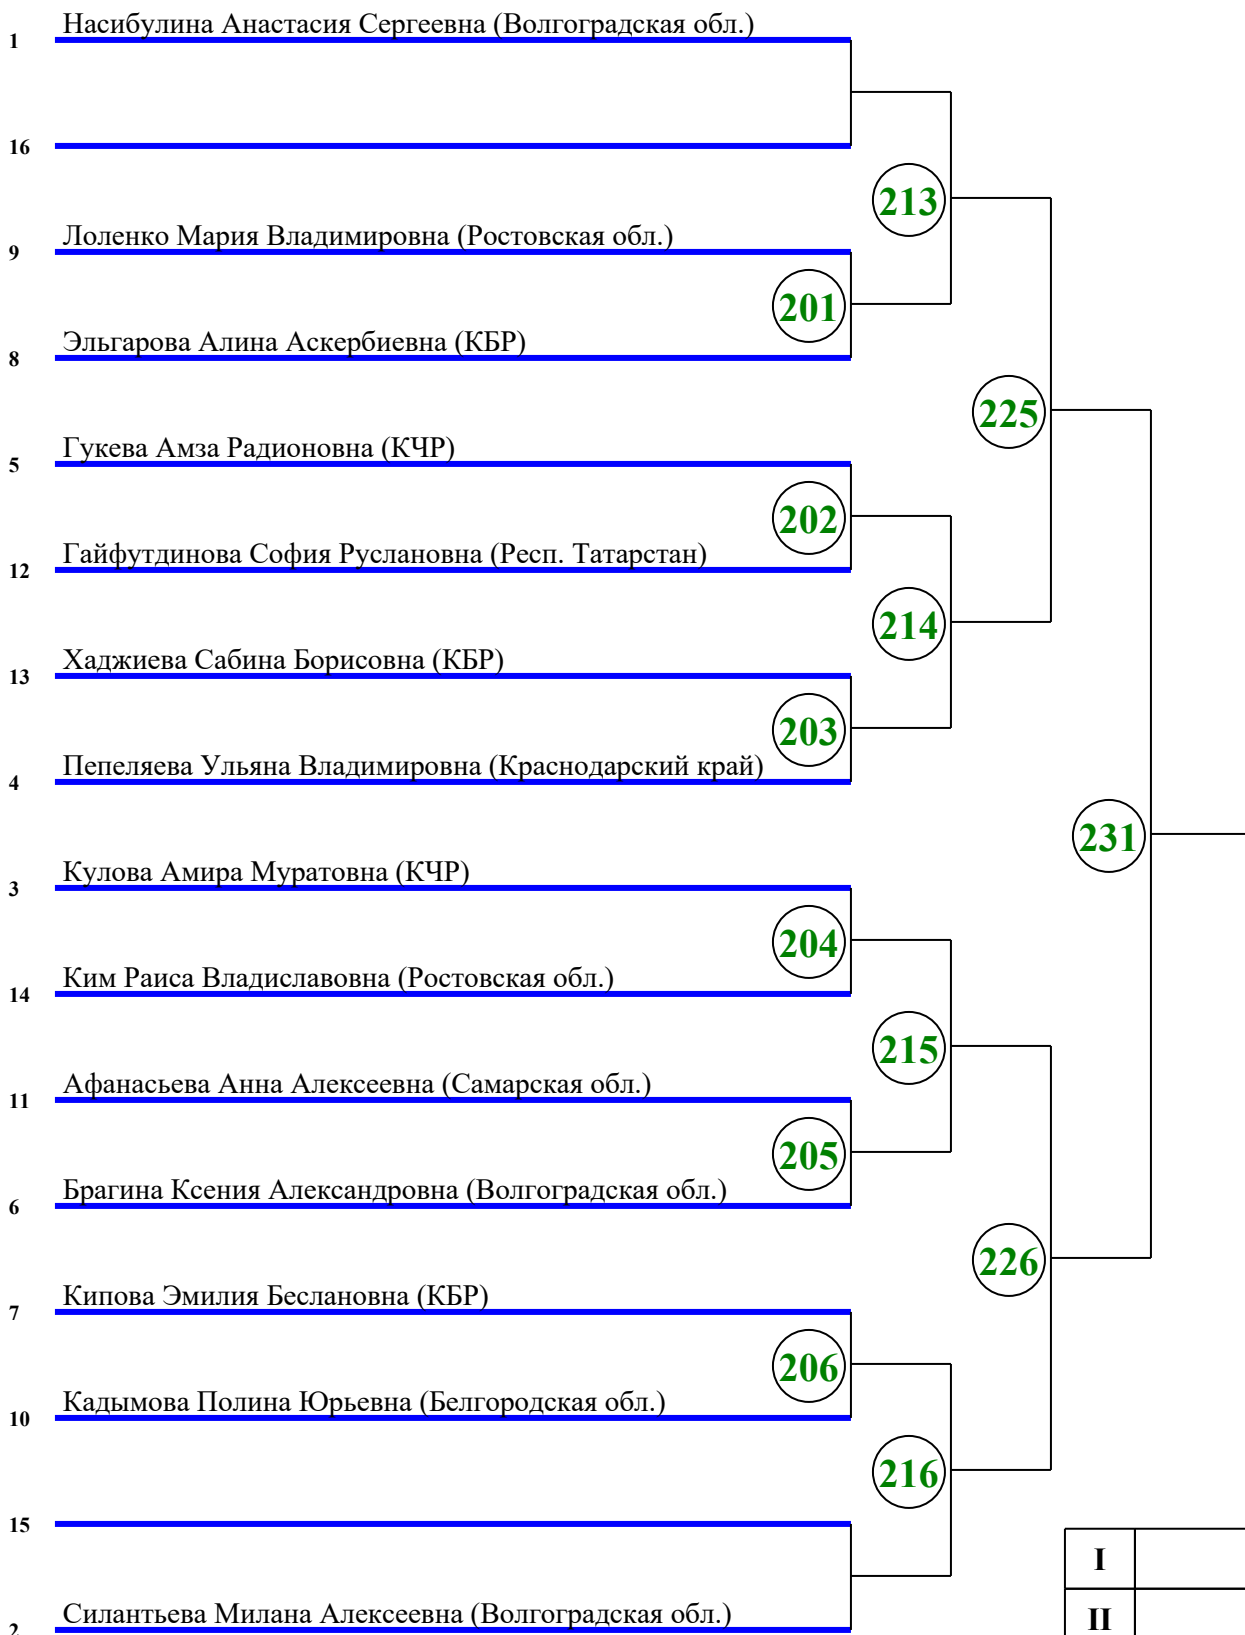 Насибулина Анастасия Сергеевна (Волгоградская обл.)
1
16
213
Лоленко Мария Владимировна (Ростовская обл.)
9
201
Эльгарова Алина Аскербиевна (КБР)
8
225
Гукева Амза Радионовна (КЧР)
5
202
Гайфутдинова София Руслановна (Респ. Татарстан)
12
214
Хаджиева Сабина Борисовна (КБР)
13
203
Пепеляева Ульяна Владимировна (Краснодарский край)
4
231
Кулова Амира Муратовна (КЧР)
3
204
Ким Раиса Владиславовна (Ростовская обл.)
14
215
Афанасьева Анна Алексеевна (Самарская обл.)
11
205
Брагина Ксения Александровна (Волгоградская обл.)
6
226
Кипова Эмилия Беслановна (КБР)
7
206
Кадымова Полина Юрьевна (Белгородская обл.)
10
216
15
I
Силантьева Милана Алексеевна (Волгоградская обл.)
2
II